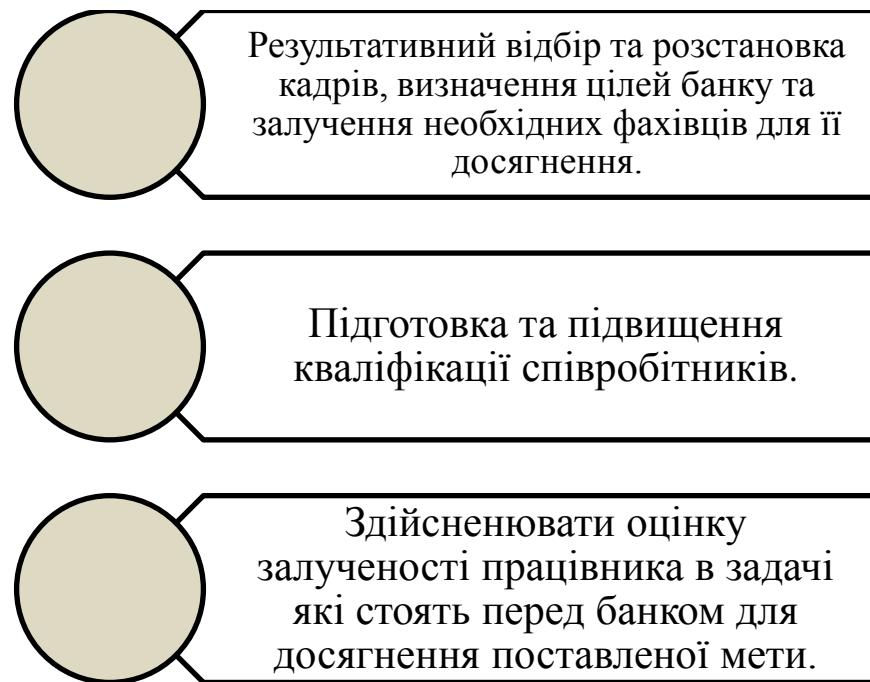 Результативний відбір та розстановка
кадрів, визначення цілей банку та
залучення необхідних фахівців для її
досягнення.
Підготовка та підвищення
кваліфікації співробітників.
Здійсненювати оцінку
залученості працівника в задачі
які стоять перед банком для
досягнення поставленої мети.